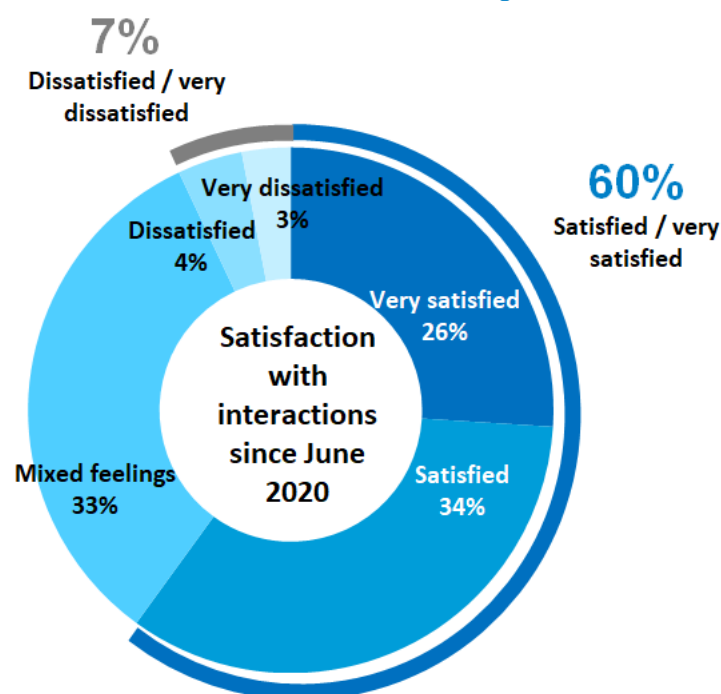 7%
Dissatisfied / very
dissatisfied
60%
Satisfied / very
satisfied
Very dissatisfied
3%
Dissatisfied
4%
Very satisfied
26%
Satisfaction
with
interactions
since June
2020
Mixed feelings
33%
Satisfied
34%